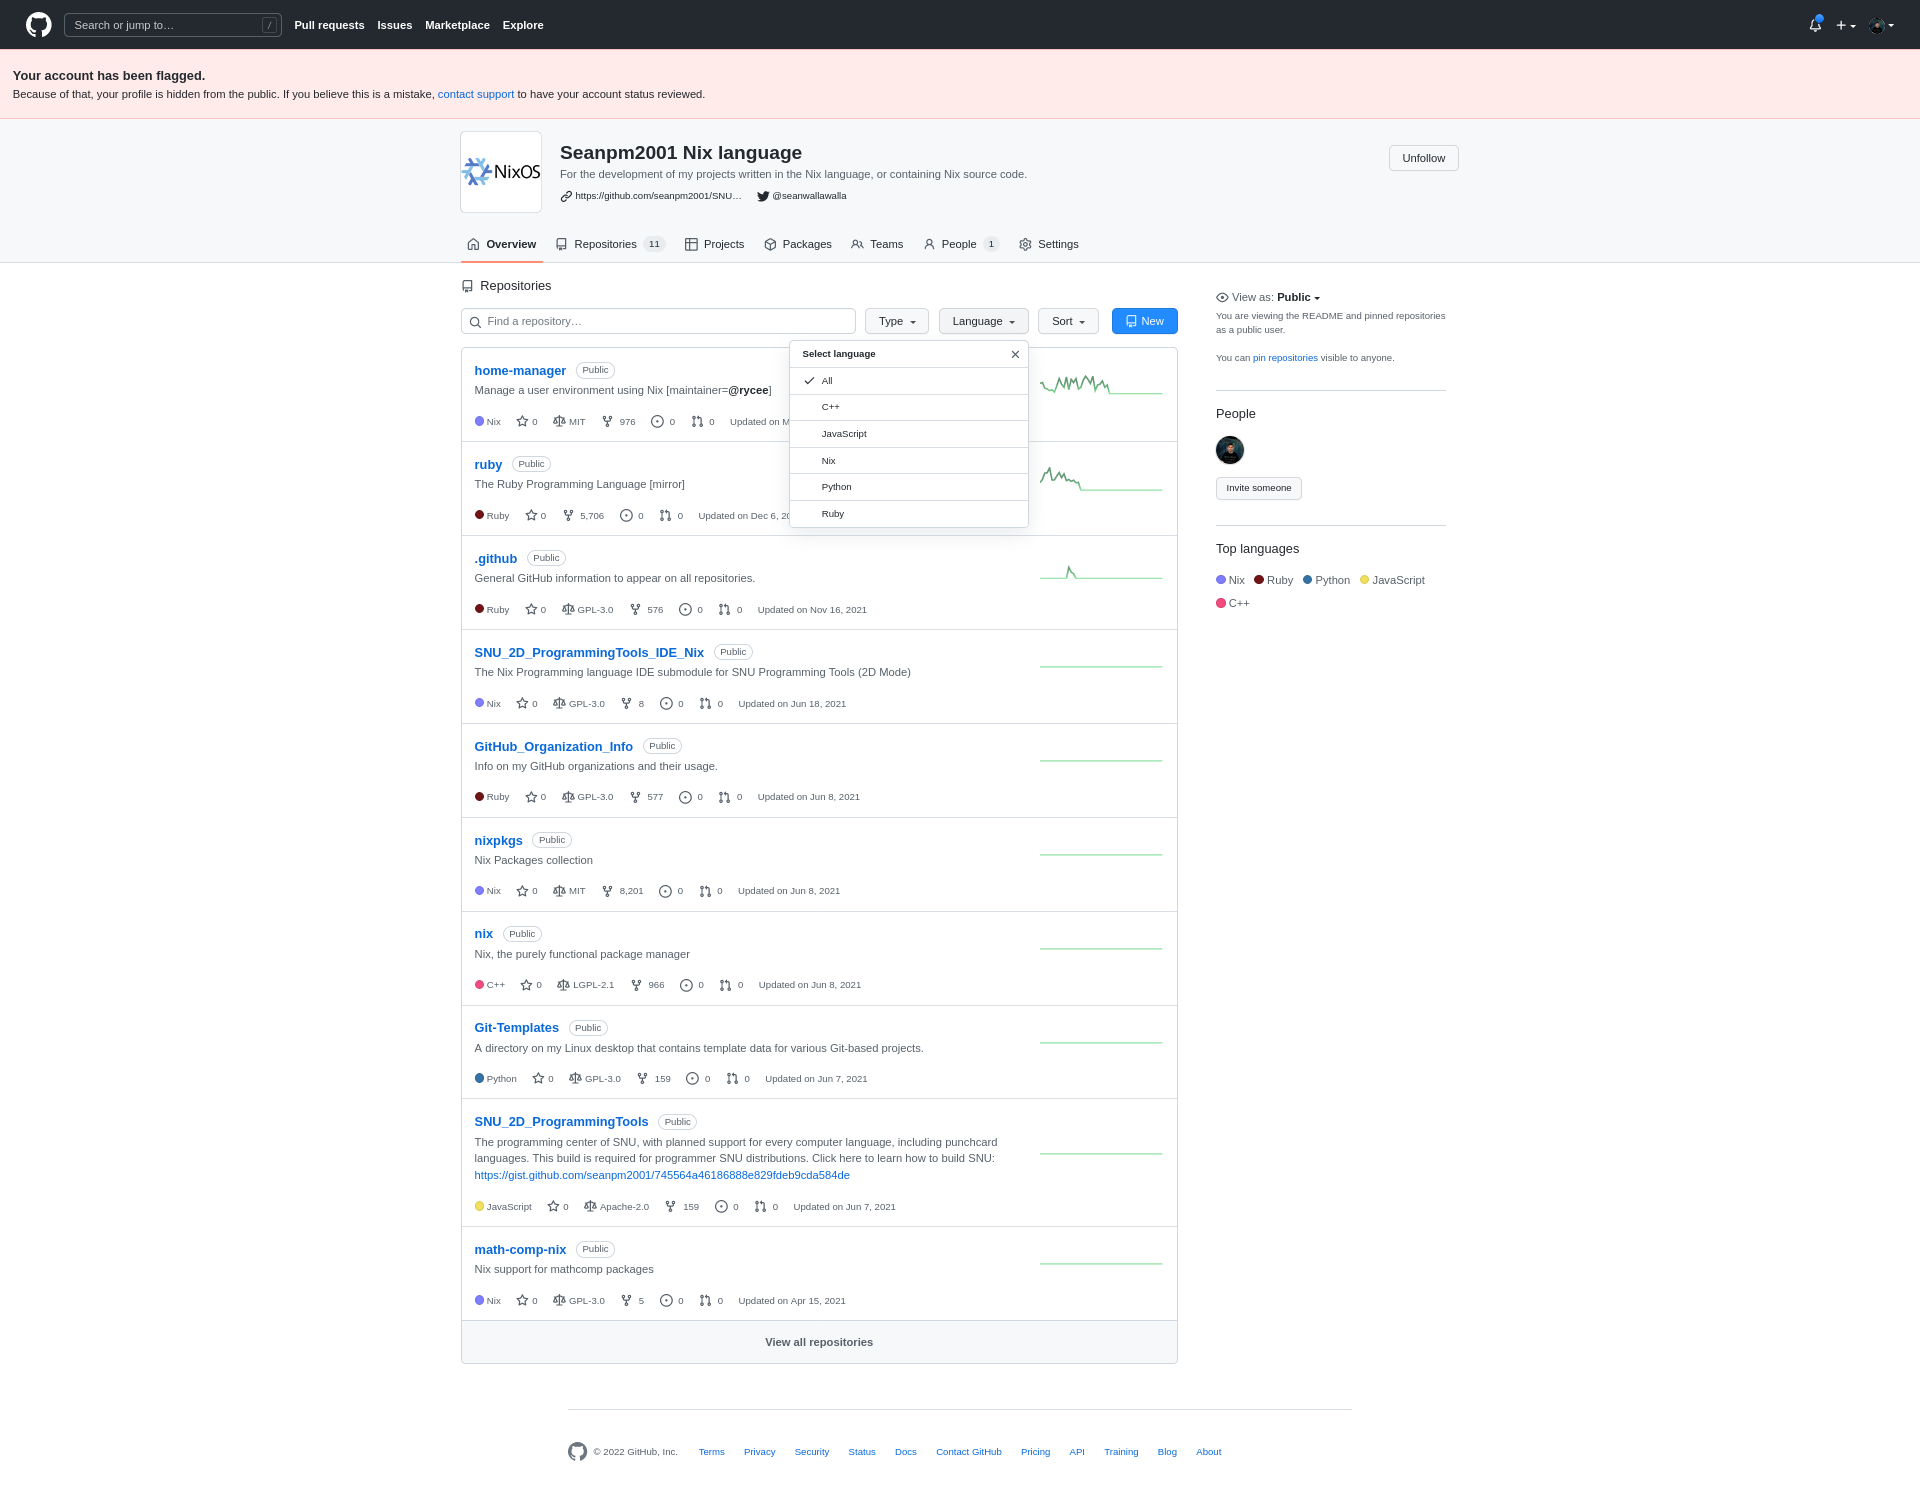 Search or jump to…
/
Pull requests
Issues
Marketplace
Explore
Your account has been flagged.
Because of that, your profile is hidden from the public. If you believe this is a mistake, contact support to have your account status reviewed.
NixOS
Seanpm2001 Nix language
For the development of my projects written in the Nix language, or containing Nix source code.
https://github.com/seanpm2001/SNU…
@seanwallawalla
Unfollow
Overview
Repositories 11
Projects
Packages
Teams
People 1
Settings
Repositories
Find a repository…
Type
Language
Sort
New
Select language
All
C++
JavaScript
Nix
Python
Ruby
home-manager Public
Manage a user environment using Nix [maintainer=@rycee]
Nix 0 MIT 976 0 0 Updated on M
ruby Public
The Ruby Programming Language [mirror]
Ruby 0 5,706 0 0 Updated on Dec 6, 20
.github Public
General GitHub information to appear on all repositories.
Ruby 0 GPL-3.0 576 0 0 Updated on Nov 16, 2021
SNU_2D_ProgrammingTools_IDE_Nix Public
The Nix Programming language IDE submodule for SNU Programming Tools (2D Mode)
Nix 0 GPL-3.0 8 0 0 Updated on Jun 18, 2021
GitHub_Organization_Info Public
Info on my GitHub organizations and their usage.
Ruby 0 GPL-3.0 577 0 0 Updated on Jun 8, 2021
nixpkgs Public
Nix Packages collection
Nix 0 MIT 8,201 0 0 Updated on Jun 8, 2021
nix Public
Nix, the purely functional package manager
C++ 0 LGPL-2.1 966 0 0 Updated on Jun 8, 2021
Git-Templates Public
A directory on my Linux desktop that contains template data for various Git-based projects.
Python 0 GPL-3.0 159 0 0 Updated on Jun 7, 2021
SNU_2D_ProgrammingTools Public
The programming center of SNU, with planned support for every computer language, including punchcard
languages. This build is required for programmer SNU distributions. Click here to learn how to build SNU:
https://gist.github.com/seanpm2001/745564a46186888e829fdeb9cda584de
JavaScript 0 Apache-2.0 159 0 0 Updated on Jun 7, 2021
math-comp-nix Public
Nix support for mathcomp packages
Nix 0 GPL-3.0 5 0 0 Updated on Apr 15, 2021
View all repositories
View as: Public
You are viewing the README and pinned repositories
as a public user.
You can pin repositories visible to anyone.
People
Invite someone
Top languages
Nix Ruby Python JavaScript
C++
© 2022 GitHub, Inc.
Terms
Privacy
Security
Status
Docs
Contact GitHub
Pricing
API
Training
Blog
About